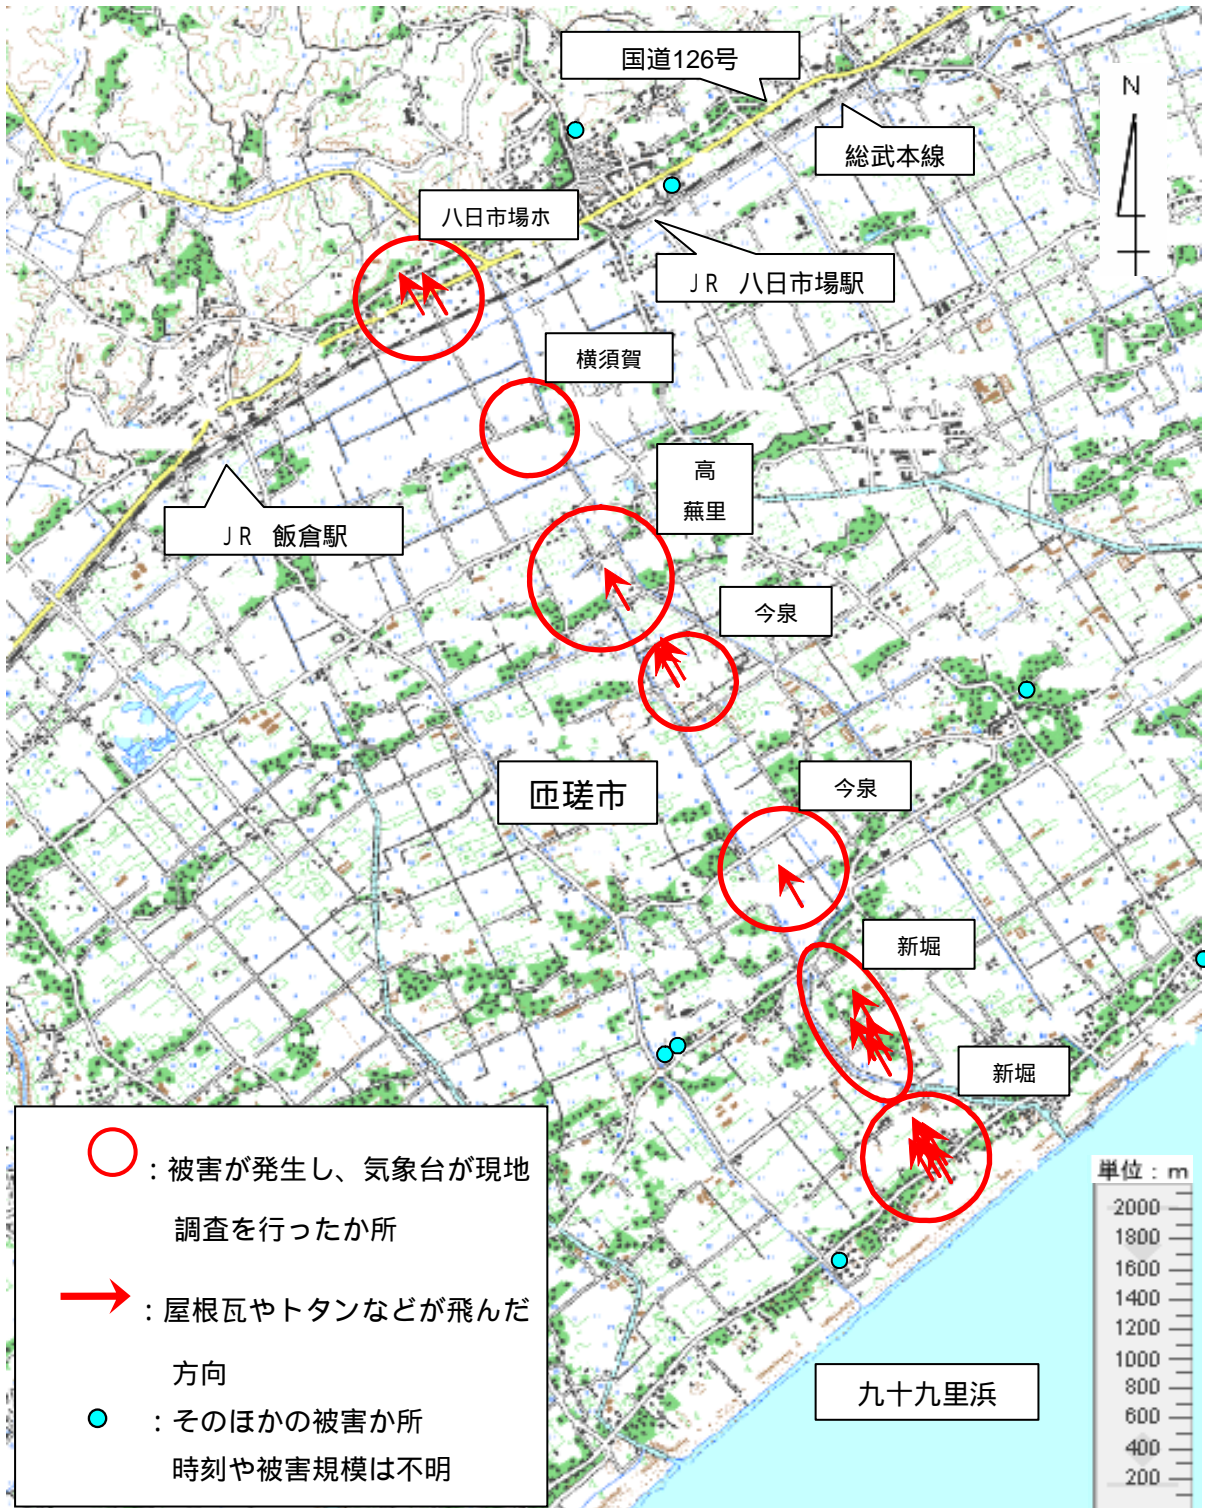 国道126号
N
総武本線
八日市場ホ
JR 八日市場駅
横須賀
高
蕪里
JR 飯倉駅
今泉
匝瑳市
今泉
新堀
新堀
:被害が発生し、気象台が現地
調査を行ったか所
:屋根瓦やトタンなどが飛んだ
方向
:そのほかの被害か所
時刻や被害規模は不明
九十九里浜
単位:m
2000
1800
1600
1400
1200
1000
800
600
400
200